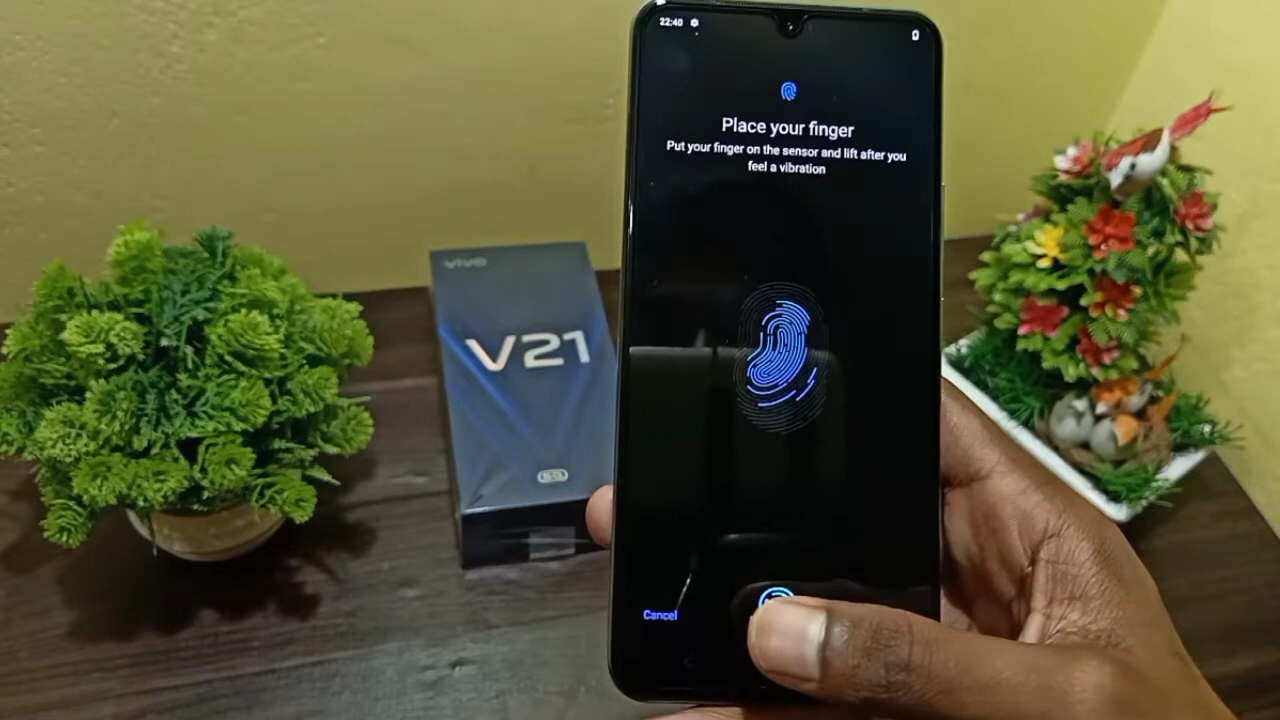 22:40
Place your finger
Put your finger on the sensor and lift after you
feel a vibration
vivo
V21
5G
Cancel